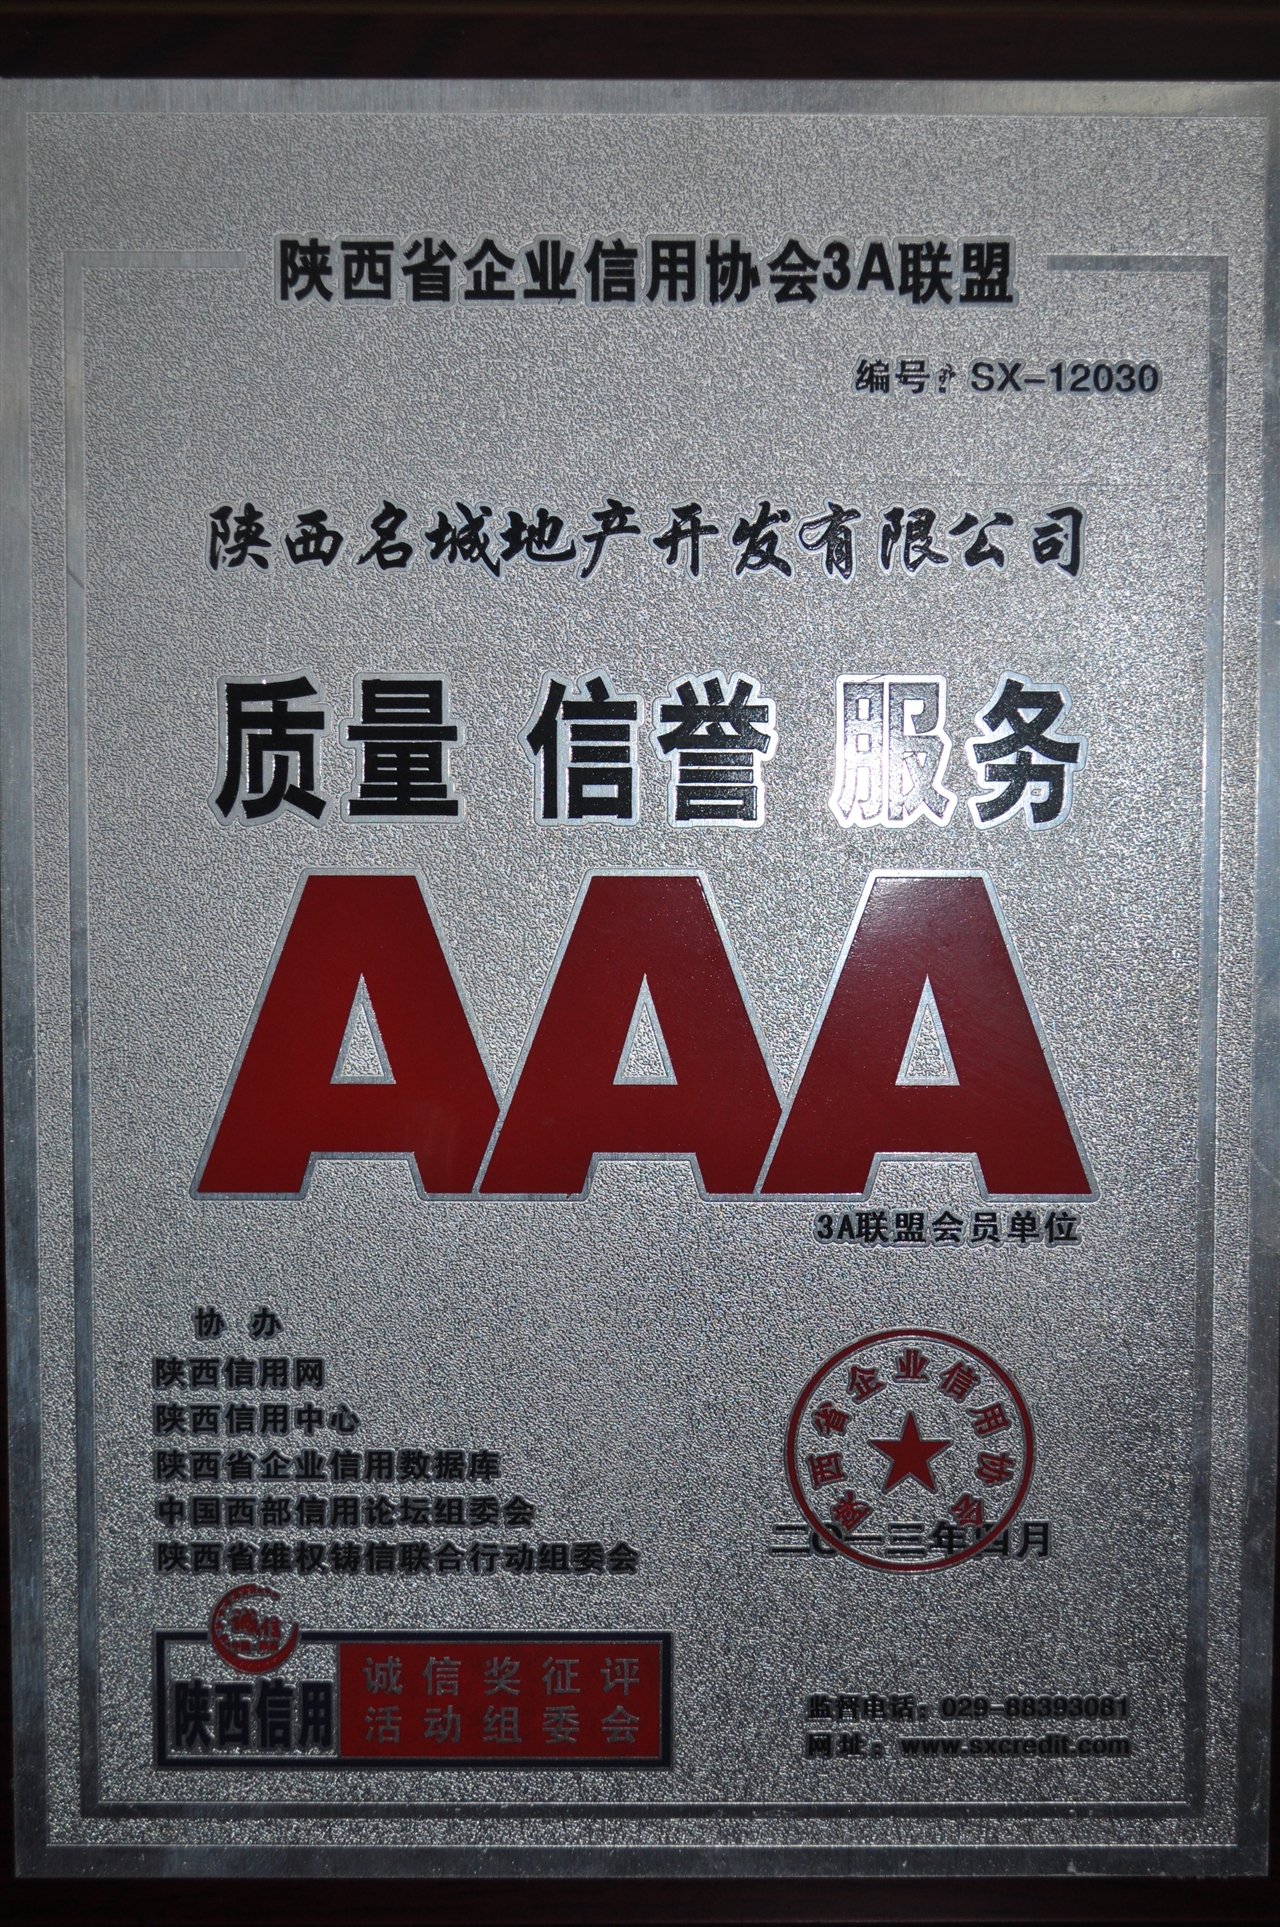 陕西省企业信用协会3A联盟
编号：SX-12030
陕西名城地产开发有限公司
质量 信誉 服务
AAA
3A联盟会员单位
协 办
陕西信用网
陕西信用中心
陕西省企业信用数据库
中国西部信用论坛组委会
陕西省维权铸信联合行动组委会
陕西省企业信用协会
二〇一三年四月
诚信
陕西信用
诚信奖征评
活动组委会
监督电话：029-88393081
网址：www.sxcredit.com